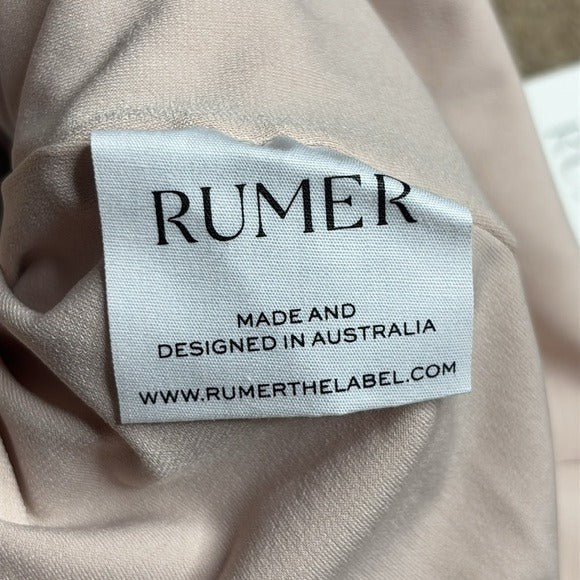 RUMER
MADE AND
DESIGNED IN AUSTRALIA
WWW.RUMERTHELABEL.COM